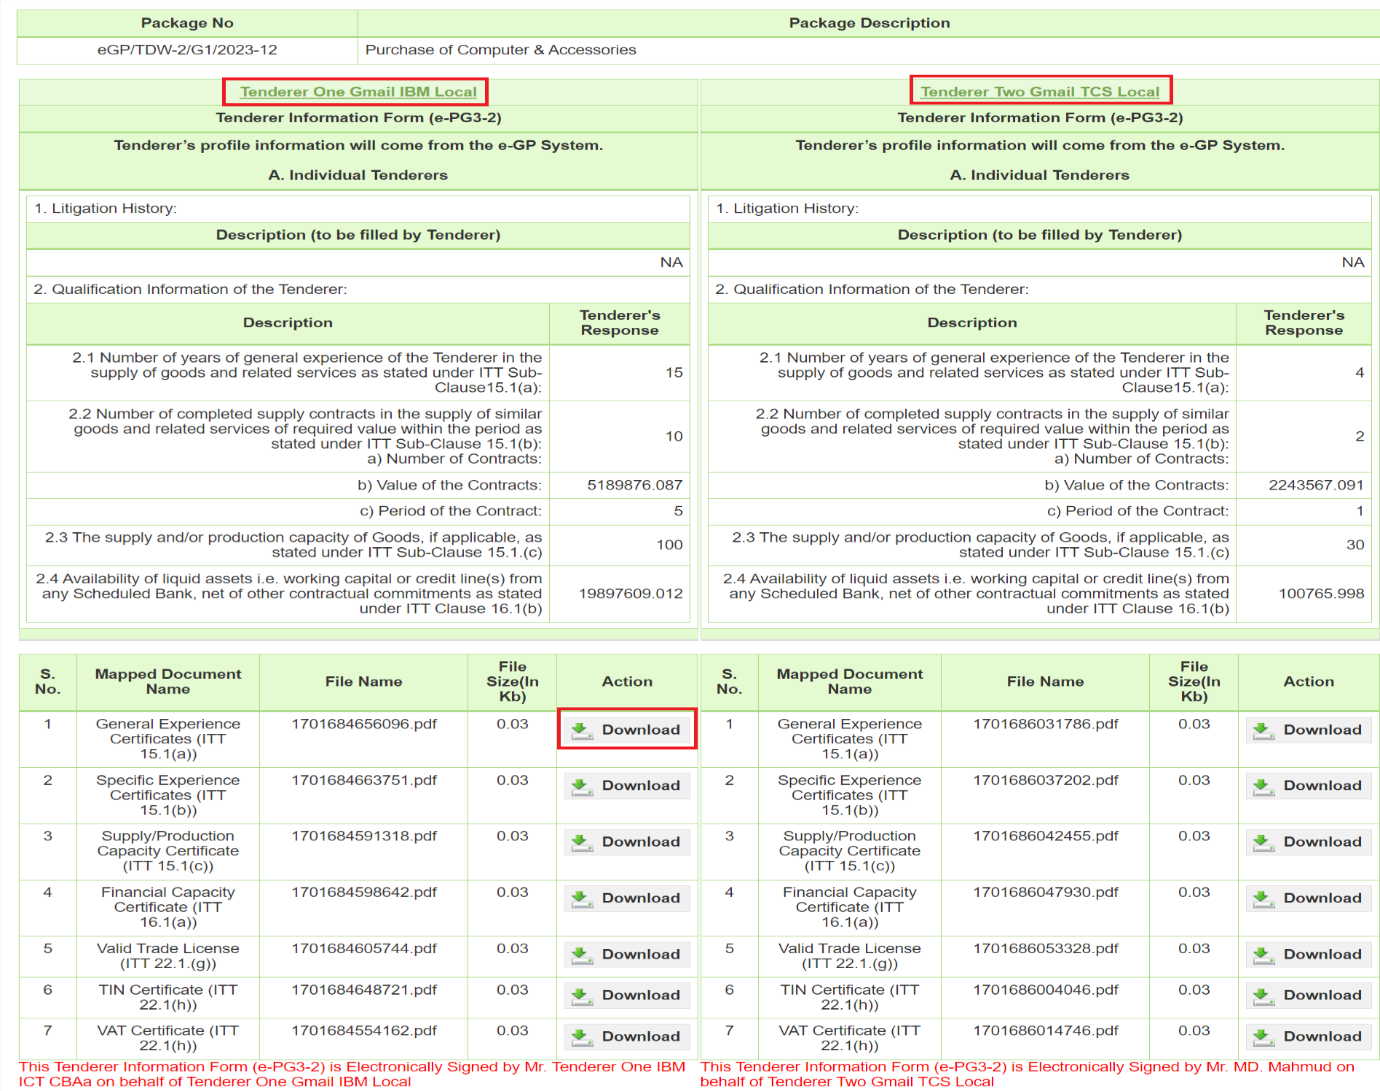 Package No
Package Description
eGP/TDW-2/G1/2023-12
Purchase of Computer & Accessories
Tenderer One Gmail IBM Local
Tenderer Information Form (e-PG3-2)
Tenderer's profile information will come from the e-GP System.
A. Individual Tenderers
1. Litigation History:
Description (to be filled by Tenderer)
NA
2. Qualification Information of the Tenderer:
Description
Tenderer's
Response
2.1 Number of years of general experience of the Tenderer in the
supply of goods and related services as stated under ITT Sub-
Clause15.1(a):
15
2.2 Number of completed supply contracts in the supply of similar
goods and related services of required value within the period as
stated under ITT Sub-Clause 15.1(b):
a) Number of Contracts:
10
b) Value of the Contracts:
5189876.087
c) Period of the Contract:
5
2.3 The supply and/or production capacity of Goods, if applicable, as
stated under ITT Sub-Clause 15.1.(c)
100
2.4 Availability of liquid assets i.e. working capital or credit line(s) from
any Scheduled Bank, net of other contractual commitments as stated
under ITT Clause 16.1(b)
19897609.012
Tenderer Two Gmail TCS Local
Tenderer Information Form (e-PG3-2)
Tenderer's profile information will come from the e-GP System.
A. Individual Tenderers
1. Litigation History:
Description (to be filled by Tenderer)
NA
2. Qualification Information of the Tenderer:
Description
Tenderer's
Response
2.1 Number of years of general experience of the Tenderer in the
supply of goods and related services as stated under ITT Sub-
Clause15.1(a):
4
2.2 Number of completed supply contracts in the supply of similar
goods and related services of required value within the period as
stated under ITT Sub-Clause 15.1(b):
a) Number of Contracts:
2
b) Value of the Contracts:
2243567.091
c) Period of the Contract:
1
2.3 The supply and/or production capacity of Goods, if applicable, as
stated under ITT Sub-Clause 15.1.(c)
30
2.4 Availability of liquid assets i.e. working capital or credit line(s) from
any Scheduled Bank, net of other contractual commitments as stated
under ITT Clause 16.1(b)
100765.998
S.
No.
Mapped Document
Name
File Name
File
Size(In
Kb)
Action
1
General Experience
Certificates (ITT
15.1(a))
1701684656096.pdf
0.03
Download
2
Specific Experience
Certificates (ITT
15.1(b))
1701684663751.pdf
0.03
Download
3
Supply/Production
Capacity Certificate
(ITT 15.1(c))
1701684591318.pdf
0.03
Download
4
Financial Capacity
Certificate (ITT
16.1(a))
1701684598642.pdf
0.03
Download
5
Valid Trade License
(ITT 22.1.(g))
1701684605744.pdf
0.03
Download
6
TIN Certificate (ITT
22.1(h))
1701684648721.pdf
0.03
Download
7
VAT Certificate (ITT
22.1(h))
1701684554162.pdf
0.03
Download
This Tenderer Information Form (e-PG3-2) is Electronically Signed by Mr. Tenderer One IBM
ICT CBAa on behalf of Tenderer One Gmail IBM Local
S.
No.
Mapped Document
Name
File Name
File
Size(In
Kb)
Action
1
General Experience
Certificates (ITT
15.1(a))
1701686031786.pdf
0.03
Download
2
Specific Experience
Certificates (ITT
15.1(b))
1701686037202.pdf
0.03
Download
3
Supply/Production
Capacity Certificate
(ITT 15.1(c))
1701686042455.pdf
0.03
Download
4
Financial Capacity
Certificate (ITT
16.1(a))
1701686047930.pdf
0.03
Download
5
Valid Trade License
(ITT 22.1.(g))
1701686053328.pdf
0.03
Download
6
TIN Certificate (ITT
22.1(h))
1701686004046.pdf
0.03
Download
7
VAT Certificate (ITT
22.1(h))
1701686014746.pdf
0.03
Download
This Tenderer Information Form (e-PG3-2) is Electronically Signed by Mr. MD. Mahmud on
behalf of Tenderer Two Gmail TCS Local